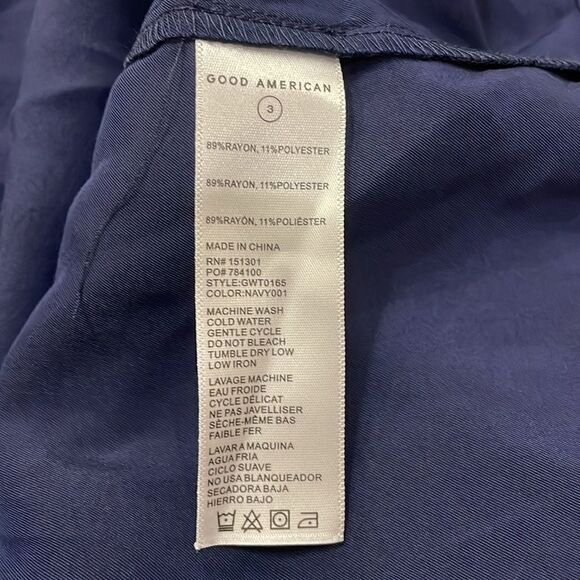 GOOD AMERICAN
3
89%RAYON, 11%POLYESTER
89%RAYON, 11%POLYESTER
89%RAYÓN, 11%POLIÉSTER
MADE IN CHINA
RN# 151301
PO# 784100
STYLE:GWT0165
COLOR:NAVY001
MACHINE WASH
COLD WATER
GENTLE CYCLE
DO NOT BLEACH
TUMBLE DRY LOW
LOW IRON
LAVAGE MACHINE
EAU FROIDE
CYCLE DÉLICAT
NE PAS JAVELLISER
SÈCHE-MÊME BAS
FAIBLE FER
LAVAR A MAQUINA
AGUA FRIA
CICLO SUAVE
NO USA BLANQUEADOR
SECADORA BAJA
HIERRO BAJO